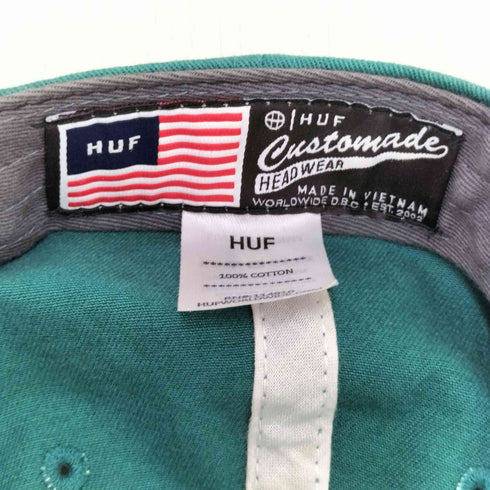 HUF
HUF
Customade
HEADWEAR
MADE IN VIETNAM
WORLDWIDE D.B.C • EST. 2002
HUF
100% COTTON